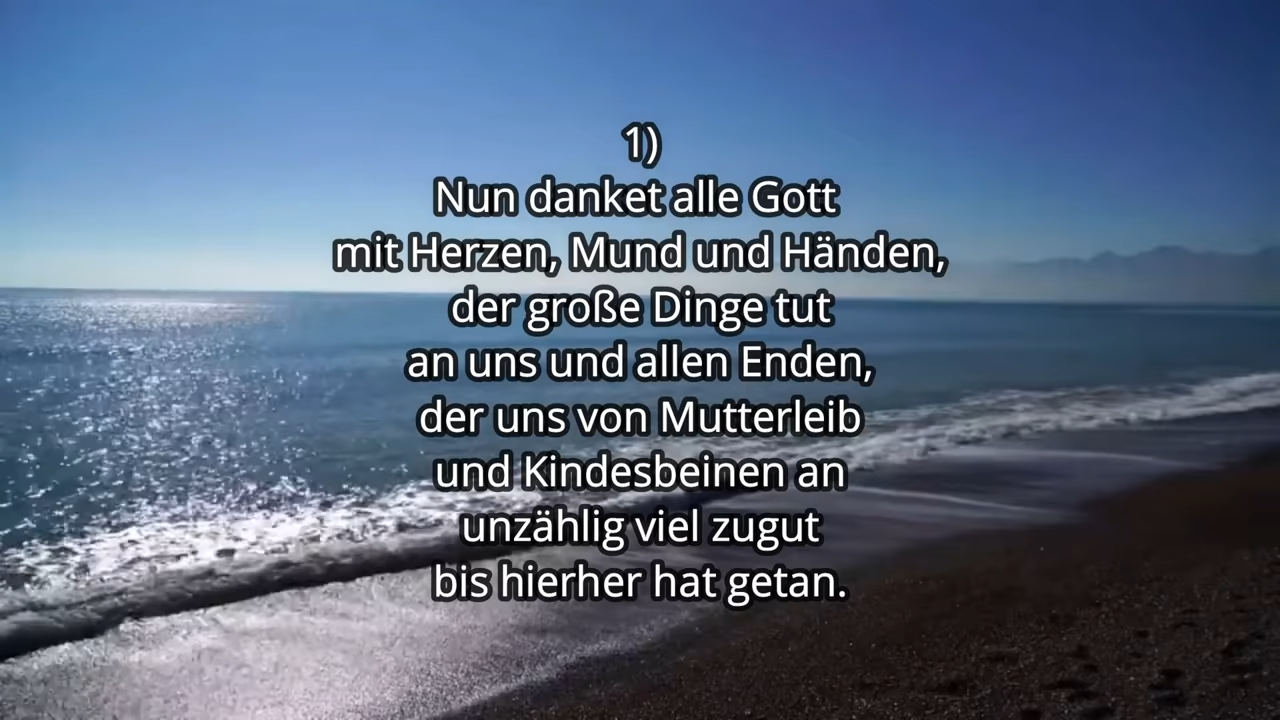 1)
Nun danket alle Gott
mit Herzen, Mund und Händen,
der große Dinge tut
an uns und allen Enden,
der uns von Mutterleib
und Kindesbeinen an
unzählig viel zugut
bis hierher hat getan.